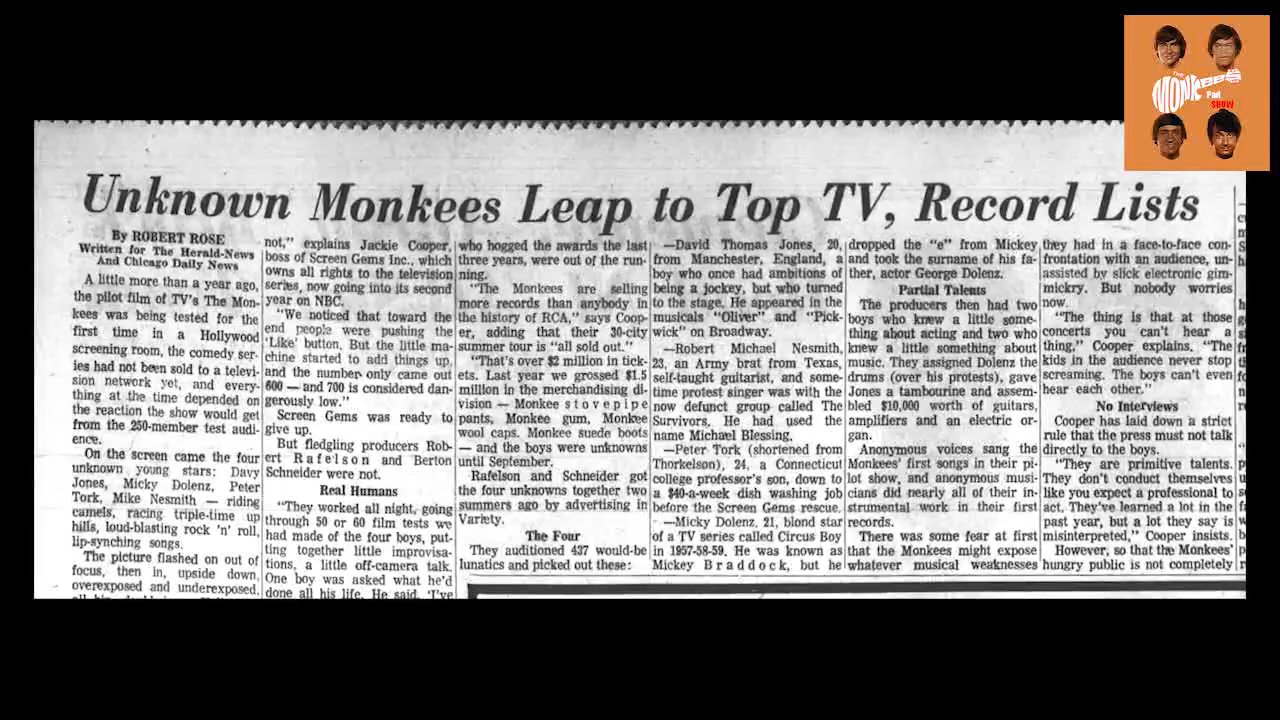 THE
MONKEES
Pad
SHOW
Unknown Monkees Leap to Top TV, Record Lists
By ROBERT ROSE
Written for The Herald-News
And Chicago Daily News
A little more than a year ago,
the pilot film of TV's The Mon-
kees was being tested for the
first time in a Hollywood
screening room, the comedy ser-
ies had not been sold to a televi-
sion network yet, and every-
thing at the time depended on
the reaction the show would get
from the 250-member test audi-
ence.
On the screen came the four
unknown young stars: Davy
Jones, Micky Dolenz, Peter
Tork, Mike Nesmith — riding
camels, racing triple-time up
hills, loud-blasting rock 'n' roll,
lip-synching songs.
The picture flashed on out of
focus, then in, upside down,
overexposed and underexposed,
not," explains Jackie Cooper,
boss of Screen Gems Inc., which
owns all rights to the television
series, now going into its second
year on NBC.
"We noticed that toward the
end people were pushing the
'Like' button. But the little ma-
chine started to add things up,
and the number only came out
600 — and 700 is considered dan-
gerously low."
Screen Gems was ready to
give up.
But fledgling producers Rob-
ert Rafelson and Berton
Schneider were not.
Real Humans
"They worked all night, going
through 50 or 60 film tests we
had made of the four boys, put-
ting together little improvisa-
tions, a little off-camera talk.
One boy was asked what he'd
done all his life. He said, 'I've
who hogged the awards the last
three years, were out of the run-
ning.
"The Monkees are selling
more records than anybody in
the history of RCA," says Coop-
er, adding that their 30-city
summer tour is "all sold out."
"That's over $2 million in tick-
ets. Last year we grossed $1.5
million in the merchandising di-
vision — Monkee stovepipe
pants, Monkee gum, Monkee
wool caps. Monkee suede boots
— and the boys were unknowns
until September.
Rafelson and Schneider got
the four unknowns together two
summers ago by advertising in
Variety.
The Four
They auditioned 437 would-be
lunatics and picked out these:
—David Thomas Jones, 20,
from Manchester, England, a
boy who once had ambitions of
being a jockey, but who turned
to the stage. He appeared in the
musicals "Oliver" and "Pick-
wick" on Broadway.
—Robert Michael Nesmith,
23, an Army brat from Texas,
self-taught guitarist, and some-
time protest singer was with the
now defunct group called The
Survivors. He had used the
name Michael Blessing.
—Peter Tork (shortened from
Thorkelson), 24, a Connecticut
college professor's son, down to
a $40-a-week dish washing job
before the Screen Gems rescue.
—Micky Dolenz, 21, blond star
of a TV series called Circus Boy
in 1957-58-59. He was known as
Mickey Braddock, but he
dropped the "e" from Mickey
and took the surname of his fa-
ther, actor George Dolenz.
Partial Talents
The producers then had two
boys who knew a little some-
thing about acting and two who
knew a little something about
music. They assigned Dolenz the
drums (over his protests), gave
Jones a tambourine and assem-
bled $10,000 worth of guitars,
amplifiers and an electric or-
gan.
Anonymous voices sang the
Monkees' first songs in their pi-
lot show, and anonymous musi-
cians did nearly all of their in-
strumental work in their first
records.
There was some fear at first
that the Monkees might expose
whatever musical weaknesses
they had in a face-to-face con-
frontation with an audience, un-
assisted by slick electronic gim-
mickry. But nobody worries
now.
"The thing is that at those
concerts you can't hear a
thing," Cooper explains. "The
kids in the audience never stop
screaming. The boys can't even
hear each other."
No Interviews
Cooper has laid down a strict
rule that the press must not talk
directly to the boys.
"They are primitive talents.
They don't conduct themselves
like you expect a professional to
act. They've learned a lot in the
past year, but a lot they say is
misinterpreted," Cooper insists.
However, so that the Monkees'
hungry public is not completely